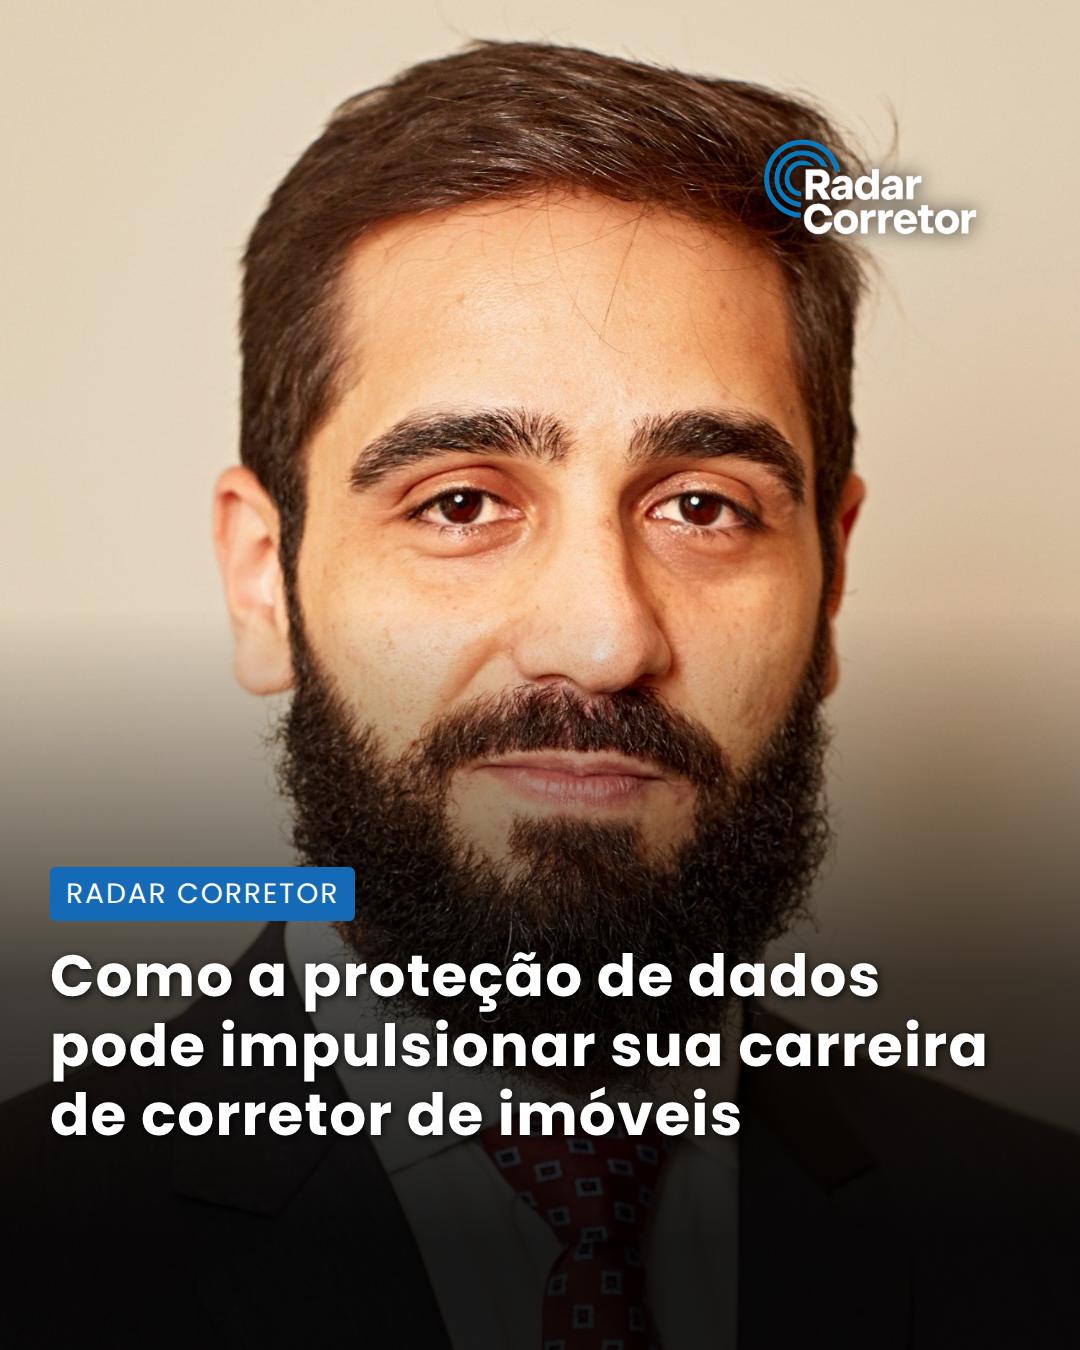 Radar
Corretor
RADAR CORRETOR
Como a proteção de dados
pode impulsionar sua carreira
de corretor de imóveis